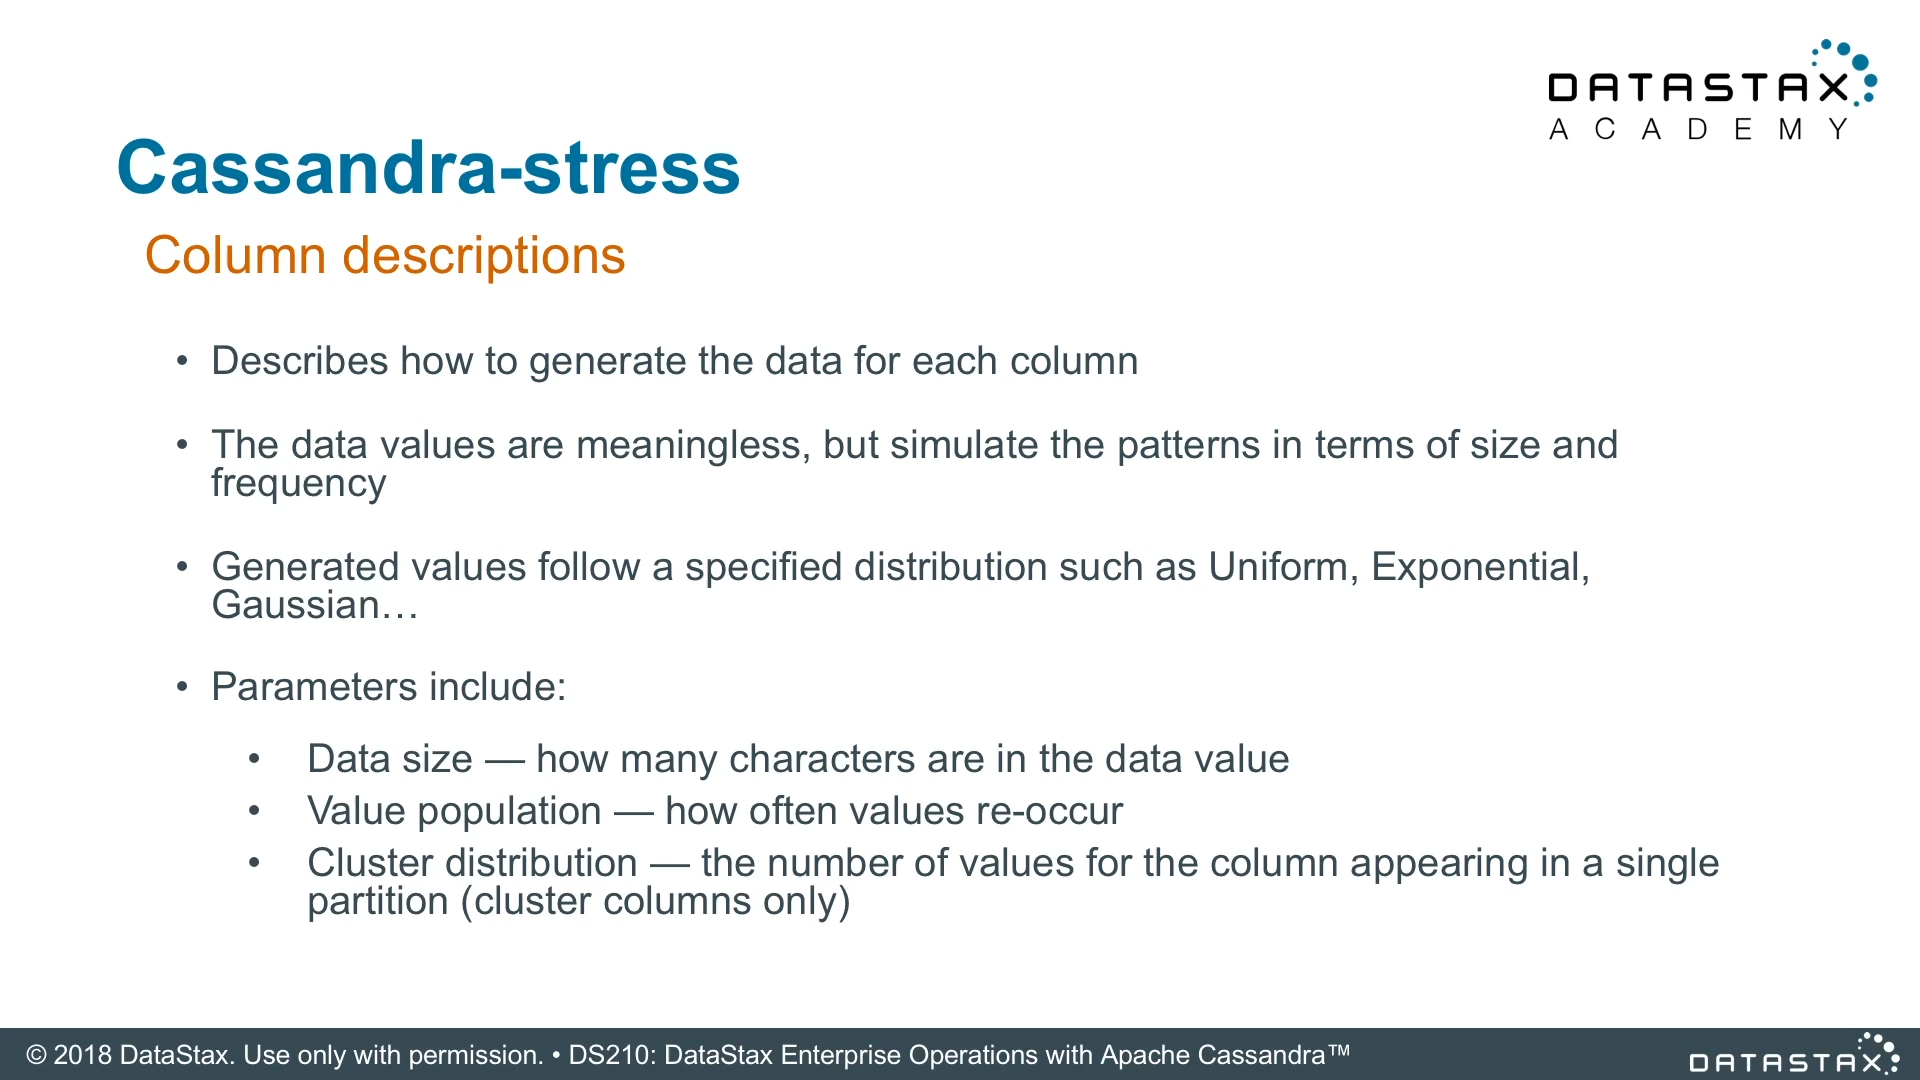 DATASTAX
ACADEMY
Cassandra-stress
Column descriptions
• Describes how to generate the data for each column
• The data values are meaningless, but simulate the patterns in terms of size and
frequency
• Generated values follow a specified distribution such as Uniform, Exponential,
Gaussian…
• Parameters include:
• Data size — how many characters are in the data value
• Value population — how often values re-occur
• Cluster distribution — the number of values for the column appearing in a single
partition (cluster columns only)
© 2018 DataStax. Use only with permission. • DS210: DataStax Enterprise Operations with Apache Cassandra™
DATASTAX